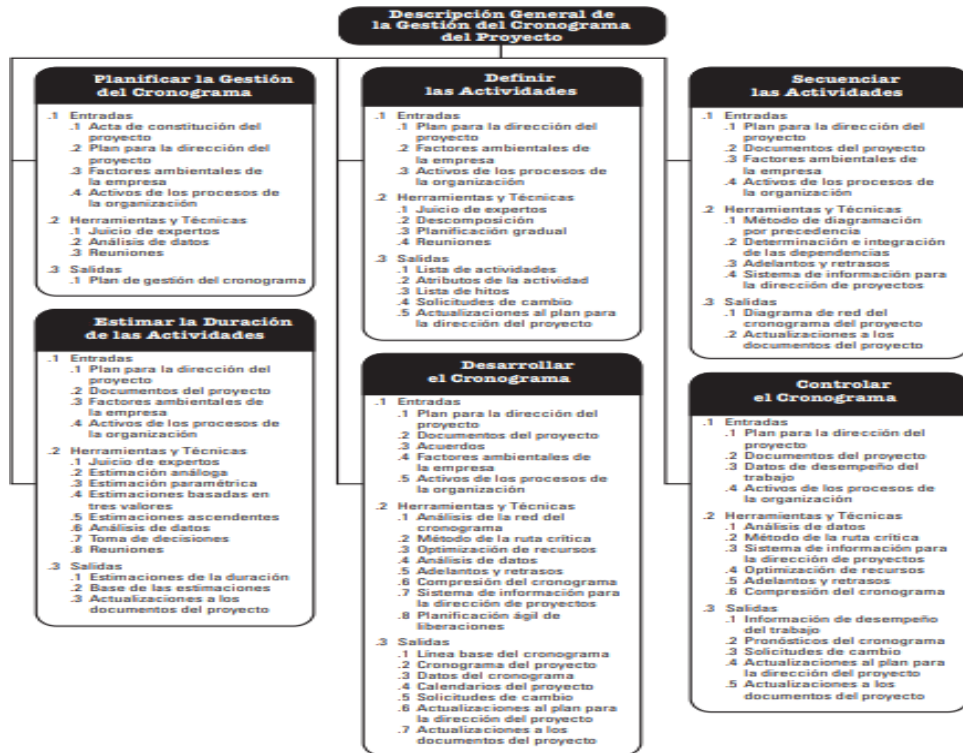 Descripción General de
la Gestión del Cronograma
del Proyecto
Planificar la Gestión
del Cronograma
.1 Entradas
.1 Acta de constitución del
proyecto
.2 Plan para la dirección del
proyecto
.3 Factores ambientales de
la empresa
.4 Activos de los procesos de
la organización
.2 Herramientas y Técnicas
.1 Juicio de expertos
.2 Análisis de datos
.3 Reuniones
.3 Salidas
.1 Plan de gestión del cronograma
Definir
las Actividades
.1 Entradas
.1 Plan para la dirección del
proyecto
.2 Factores ambientales de
la empresa
.3 Activos de los procesos de
la organización
.2 Herramientas y Técnicas
.1 Juicio de expertos
.2 Descomposición
.3 Planificación gradual
.4 Reuniones
.3 Salidas
.1 Lista de actividades
.2 Atributos de la actividad
.3 Lista de hitos
.4 Solicitudes de cambio
.5 Actualizaciones al plan para
la dirección del proyecto
Secuenciar
las Actividades
.1 Entradas
.1 Plan para la dirección del
proyecto
.2 Documentos del proyecto
.3 Factores ambientales de
la empresa
.4 Activos de los procesos de
la organización
.2 Herramientas y Técnicas
.1 Método de diagramación
por precedencia
.2 Determinación e integración
de las dependencias
.3 Adelantos y retrasos
.4 Sistema de información para
la dirección de proyectos
.3 Salidas
.1 Diagrama de red del
cronograma del proyecto
.2 Actualizaciones a los
documentos del proyecto
Estimar la Duración
de las Actividades
.1 Entradas
.1 Plan para la dirección del
proyecto
.2 Documentos del proyecto
.3 Factores ambientales de
la empresa
.4 Activos de los procesos de
la organización
.2 Herramientas y Técnicas
.1 Juicio de expertos
.2 Estimación análoga
.3 Estimación paramétrica
.4 Estimaciones basadas en
tres valores
.5 Estimaciones ascendentes
.6 Análisis de datos
.7 Toma de decisiones
.8 Reuniones
.3 Salidas
.1 Estimaciones de la duración
.2 Base de las estimaciones
.3 Actualizaciones a los
documentos del proyecto
Desarrollar
el Cronograma
.1 Entradas
.1 Plan para la dirección del
proyecto
.2 Documentos del proyecto
.3 Acuerdos
.4 Factores ambientales de
la empresa
.5 Activos de los procesos de
la organización
.2 Herramientas y Técnicas
.1 Análisis de la red del
cronograma
.2 Método de la ruta crítica
.3 Optimización de recursos
.4 Análisis de datos
.5 Adelantos y retrasos
.6 Compresión del cronograma
.7 Sistema de información para
la dirección de proyectos
.8 Planificación ágil de
liberaciones
.3 Salidas
.1 Línea base del cronograma
.2 Cronograma del proyecto
.3 Datos del cronograma
.4 Calendarios del proyecto
.5 Solicitudes de cambio
.6 Actualizaciones al plan para
la dirección del proyecto
.7 Actualizaciones a los
documentos del proyecto
Controlar
el Cronograma
.1 Entradas
.1 Plan para la dirección del
proyecto
.2 Documentos del proyecto
.3 Datos de desempeño del
trabajo
.4 Activos de los procesos de
la organización
.2 Herramientas y Técnicas
.1 Análisis de datos
.2 Método de la ruta crítica
.3 Sistema de información para
la dirección de proyectos
.4 Optimización de recursos
.5 Adelantos y retrasos
.6 Compresión del cronograma
.3 Salidas
.1 Información de desempeño
del trabajo
.2 Pronósticos del cronograma
.3 Solicitudes de cambio
.4 Actualizaciones al plan para
la dirección del proyecto
.5 Actualizaciones a los
documentos del proyecto